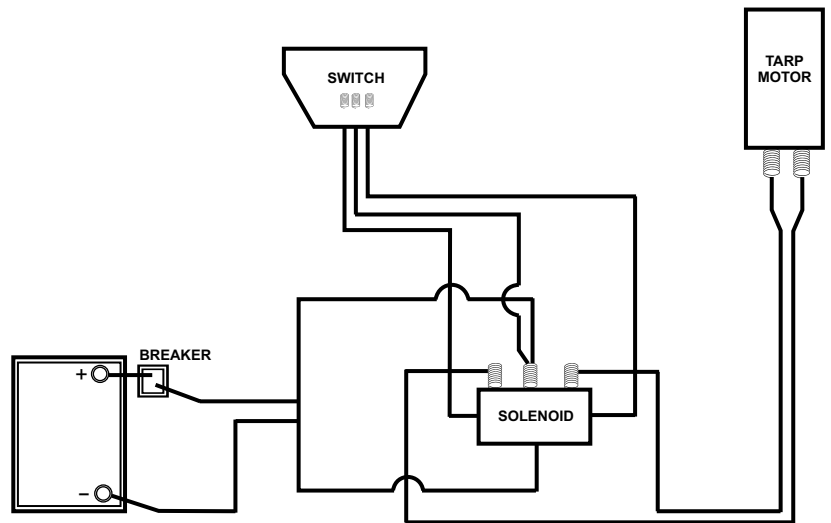 TARP
MOTOR
SWITCH
BREAKER
+
SOLENOID
−